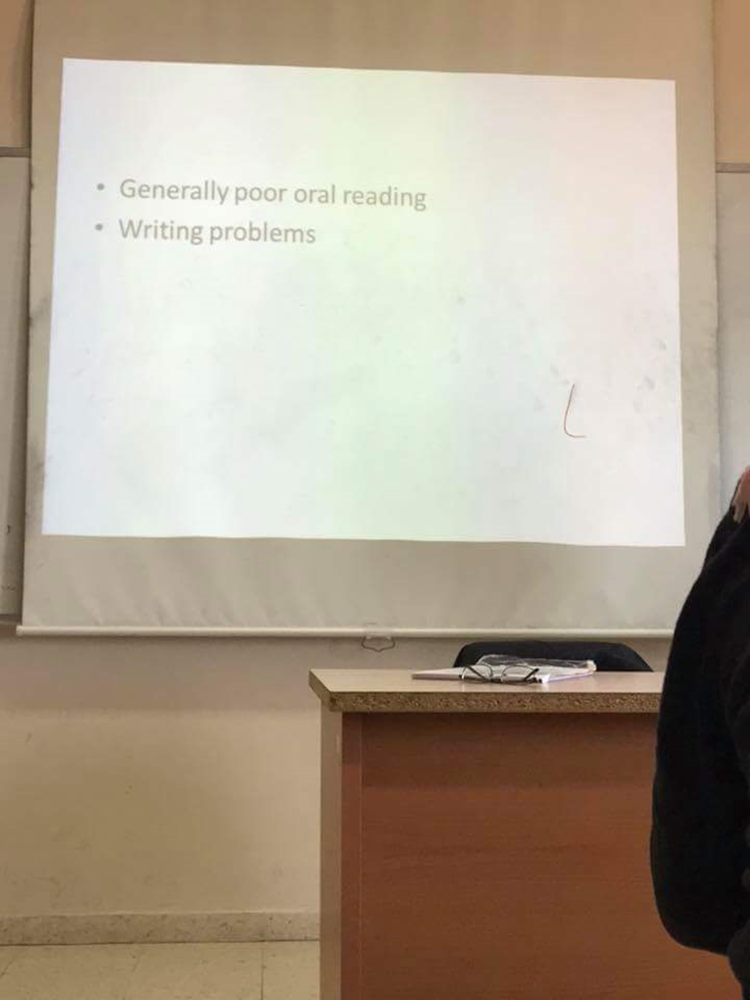 • Generally poor oral reading
• Writing problems